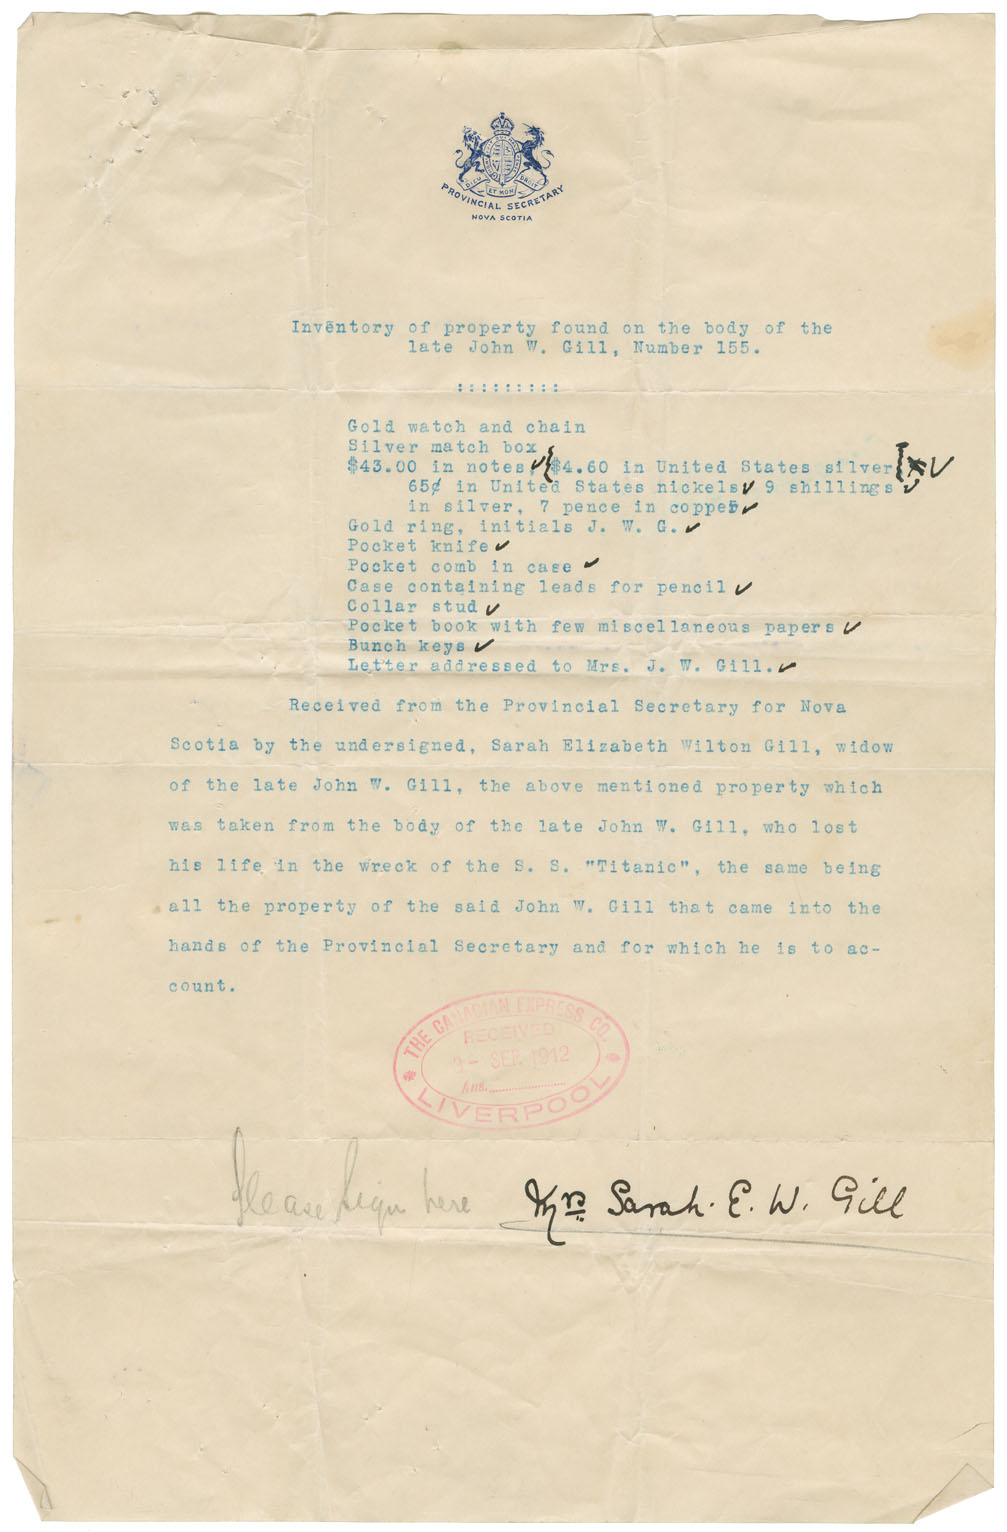 DIEU ET MON DROIT
PROVINCIAL SECRETARY
NOVA SCOTIA
Inventory of property found on the body of the
late John W. Gill, Number 155.
:::::::::
Gold watch and chain
Silver match box
$43.00 in notes, $4.60 in United States silver
65¢ in United States nickels 9 shillings
in silver, 7 pence in copper
Gold ring, initials J. W. G.
Pocket knife
Pocket comb in case
Case containing leads for pencil
Collar stud
Pocket book with few miscellaneous papers
Bunch keys
Letter addressed to Mrs. J. W. Gill.
Received from the Provincial Secretary for Nova
Scotia by the undersigned, Sarah Elizabeth Wilton Gill, widow
of the late John W. Gill, the above mentioned property which
was taken from the body of the late John W. Gill, who lost
his life in the wreck of the S. S. "Titanic", the same being
all the property of the said John W. Gill that came into the
hands of the Provincial Secretary and for which he is to ac-
count.
THE CANADIAN EXPRESS CO.
RECEIVED
9- SEP. 1912
Ans.
LIVERPOOL
Please sign here Mrs Sarah. E. W. Gill